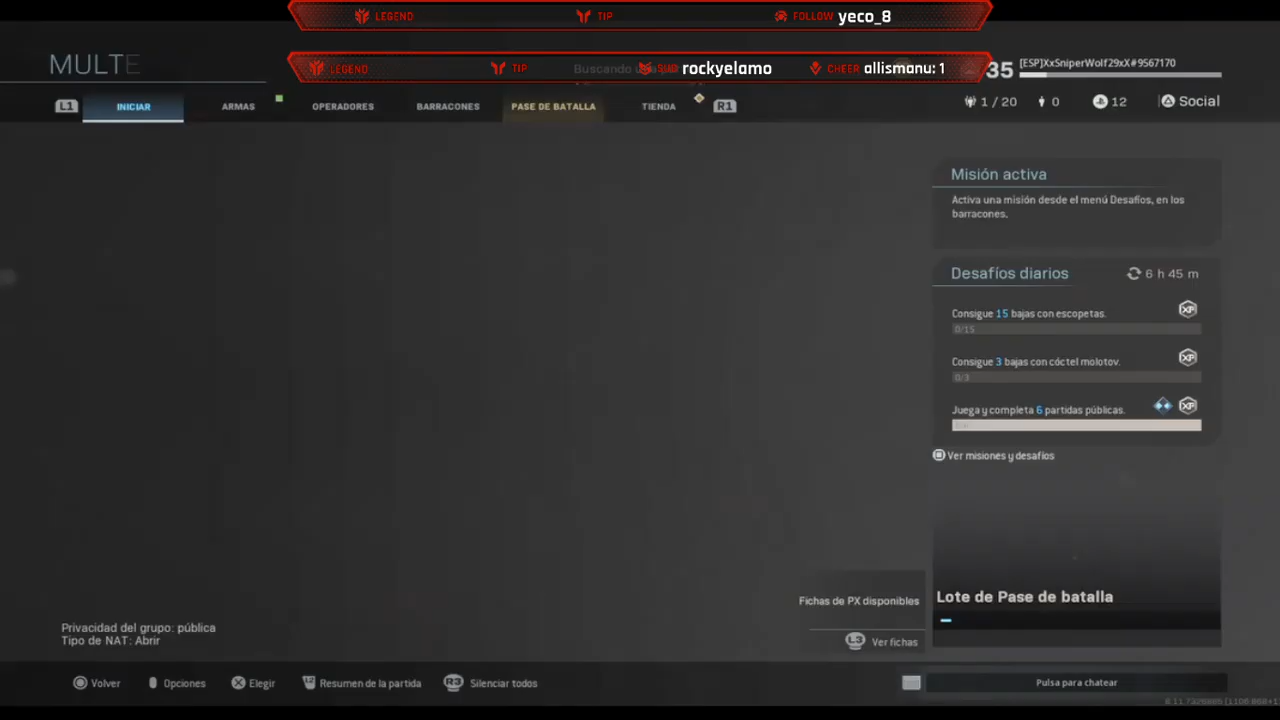 LEGEND TIP FOLLOW yeco_8
MULTE
LEGEND TIP Buscando SUB rockyelamo CHEER allismanu: 1
35 [ESP]XxSniperWolf29xX#9567170
L1 INICIAR ARMAS OPERADORES BARRACONES PASE DE BATALLA TIENDA R1
1 / 20 0 12 Social
Misión activa
Activa una misión desde el menú Desafíos, en los
barracones.
Desafíos diarios 6 h 45 m
Consigue 15 bajas con escopetas. XP
0/15
Consigue 3 bajas con cóctel molotov. XP
0/3
Juega y completa 6 partidas públicas. XP
Ver misiones y desafíos
Lote de Pase de batalla
Fichas de PX disponibles
L3 Ver fichas
Privacidad del grupo: pública
Tipo de NAT: Abrir
Volver Opciones Elegir Resumen de la partida R3 Silenciar todos
Pulsa para chatear